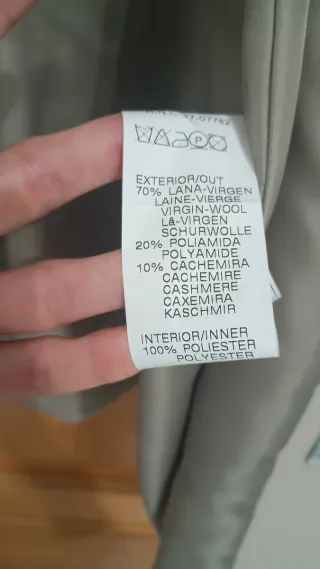 EXTERIOR/OUT
70% LANA-VIRGEN
LAINE-VIERGE
VIRGIN-WOOL
Lã-VIRGEN
SCHURWOLLE
20% POLIAMIDA
POLYAMIDE
10% CACHEMIRA
CACHEMIRE
CASHMERE
CAXEMIRA
KASCHMIR
INTERIOR/INNER
100% POLIESTER
POLYESTER